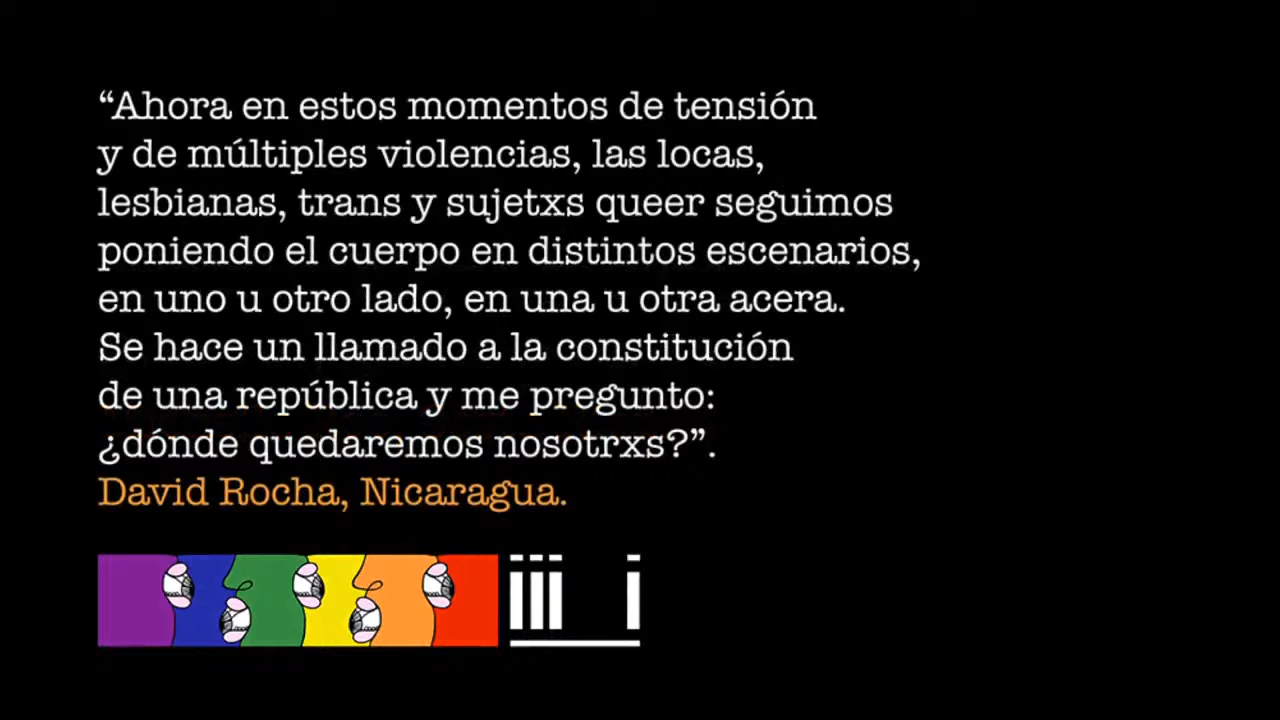 “Ahora en estos momentos de tensión
y de múltiples violencias, las locas,
lesbianas, trans y sujetxs queer seguimos
poniendo el cuerpo en distintos escenarios,
en uno u otro lado, en una u otra acera.
Se hace un llamado a la constitución
de una república y me pregunto:
¿dónde quedaremos nosotrxs?”.
David Rocha, Nicaragua.
iii i